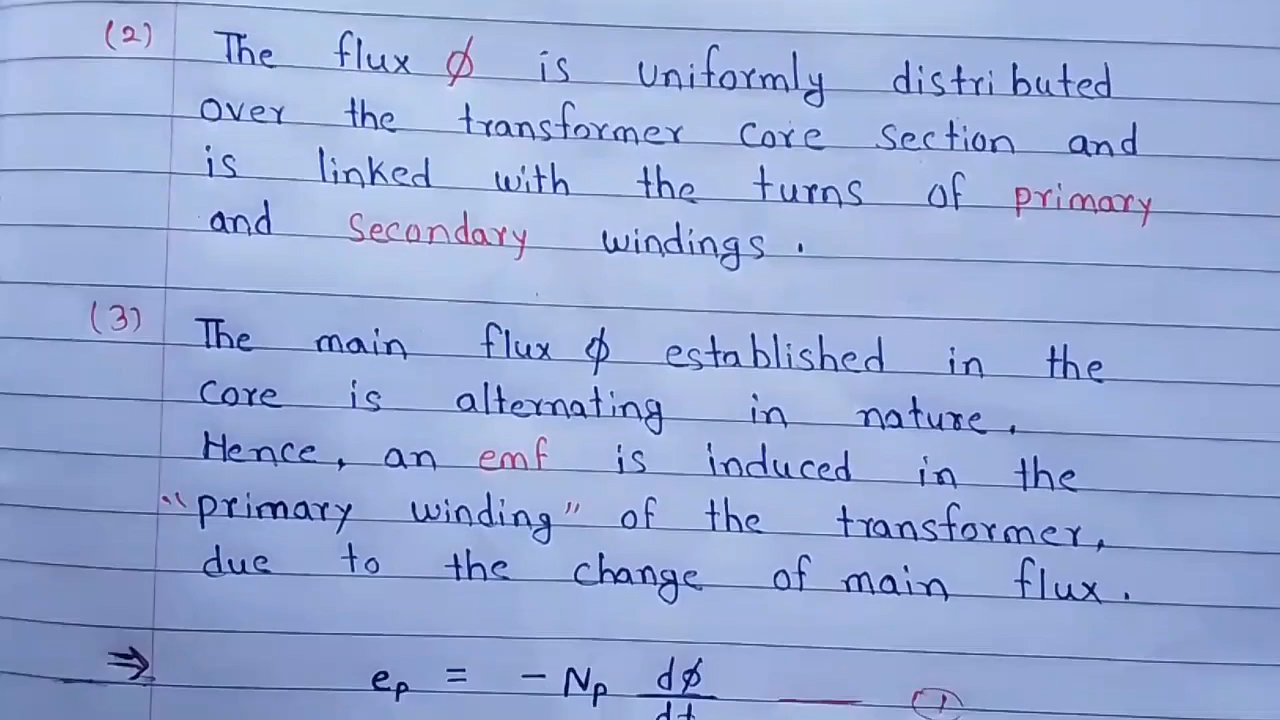 (2) The flux ϕ is uniformly distributed
over the transformer core section and
is linked with the turns of primary
and secondary windings.
(3) The main flux ϕ established in the
core is alternating in nature.
Hence, an emf is induced in the
"primary winding" of the transformer,
due to the change of main flux.
⇒ eₚ = - Nₚ dϕ/dt — ①